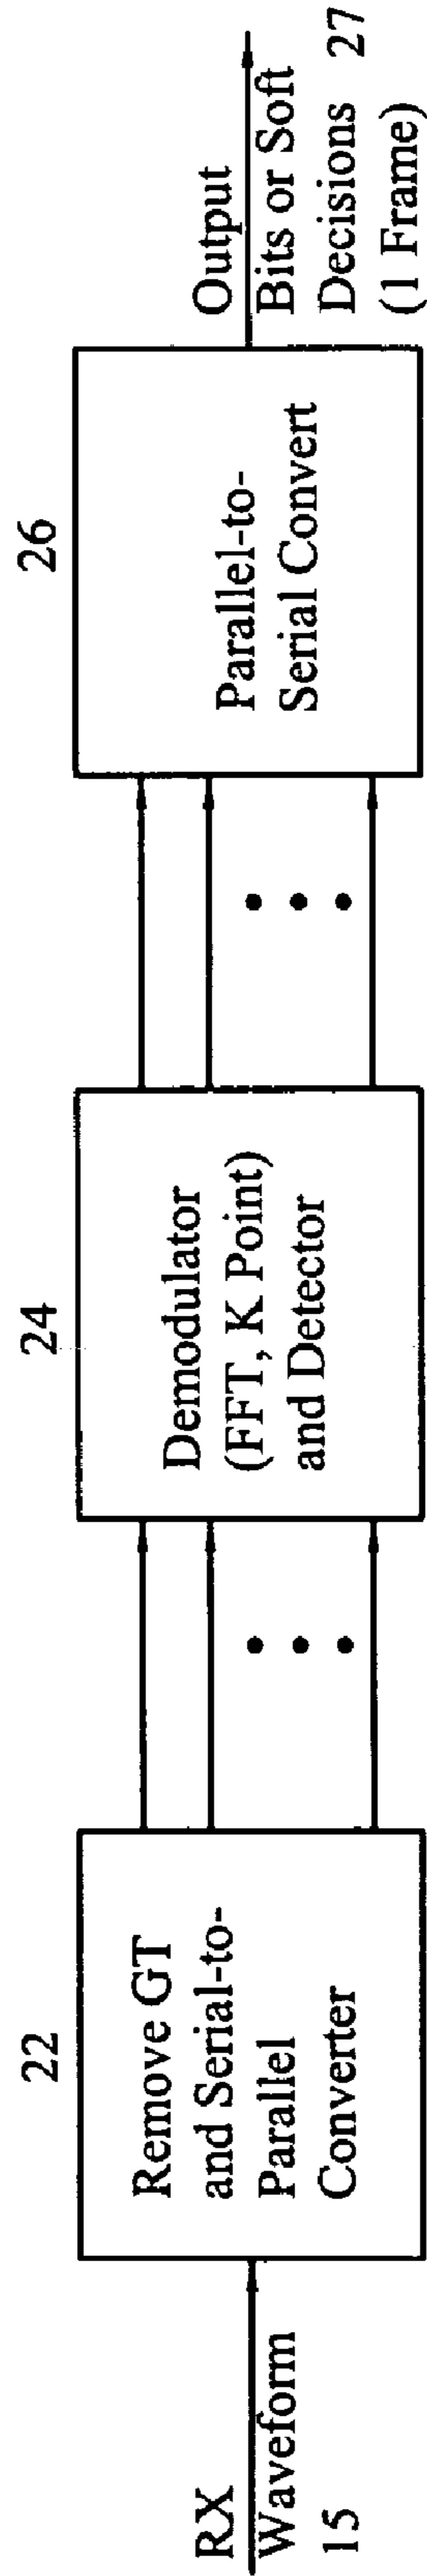 RX
Waveform
15
22
Remove GT
and Serial-to-
Parallel
Converter
24
Demodulator
(FFT, K Point)
and Detector
26
Parallel-to-
Serial Convert
Output
Bits or Soft
Decisions 27
(1 Frame)